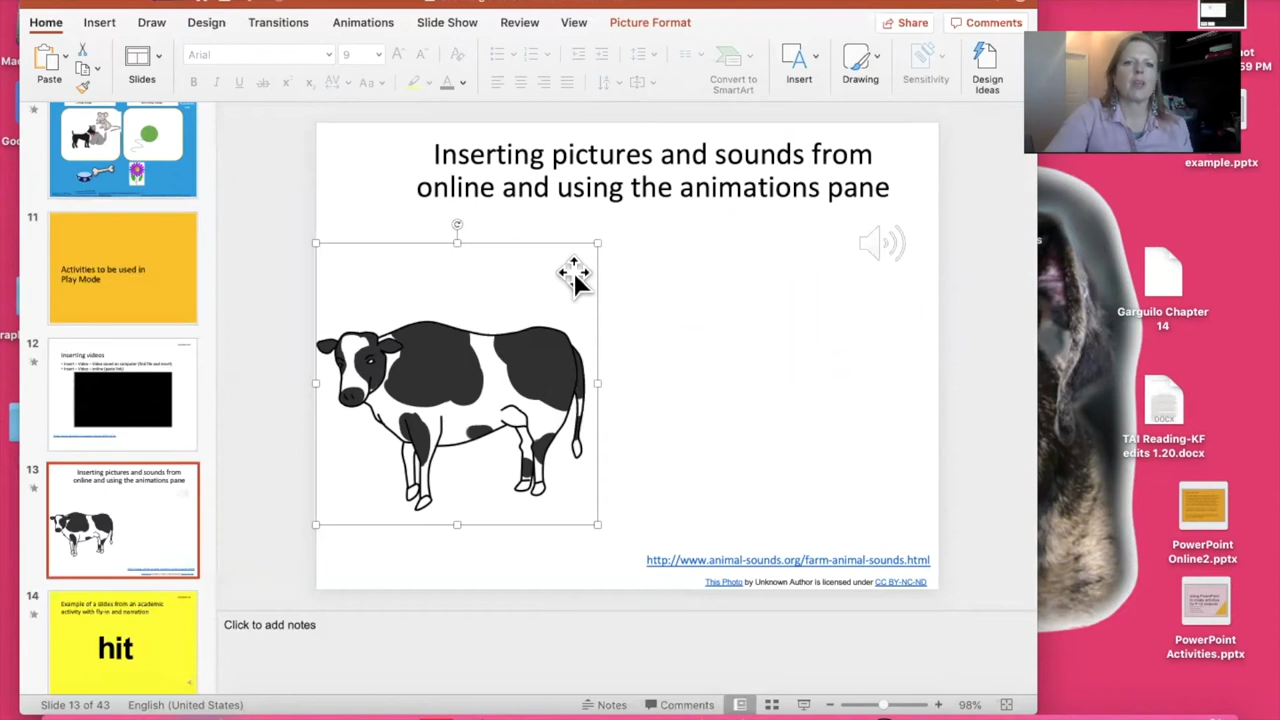 Home Insert Draw Design Transitions Animations Slide Show Review View Picture Format Share Comments
Paste Slides Arial 9 Convert to SmartArt Insert Drawing Sensitivity Design Ideas
Inserting pictures and sounds from
online and using the animations pane
http://www.animal-sounds.org/farm-animal-sounds.html
This Photo by Unknown Author is licensed under CC BY-NC-ND
11
Activities to be used in
Play Mode
12
Inserting videos
13
Inserting pictures and sounds from
online and using the animations pane
14
Example of a slides from an academic
activity with fly-in and narration
hit
Click to add notes
Slide 13 of 43 English (United States) Notes Comments 98%
59 PM
example.pptx
Garguilo Chapter
14
DOCX
TAI Reading-KF
edits 1.20.docx
PowerPoint
Online2.pptx
PowerPoint
Activities.pptx